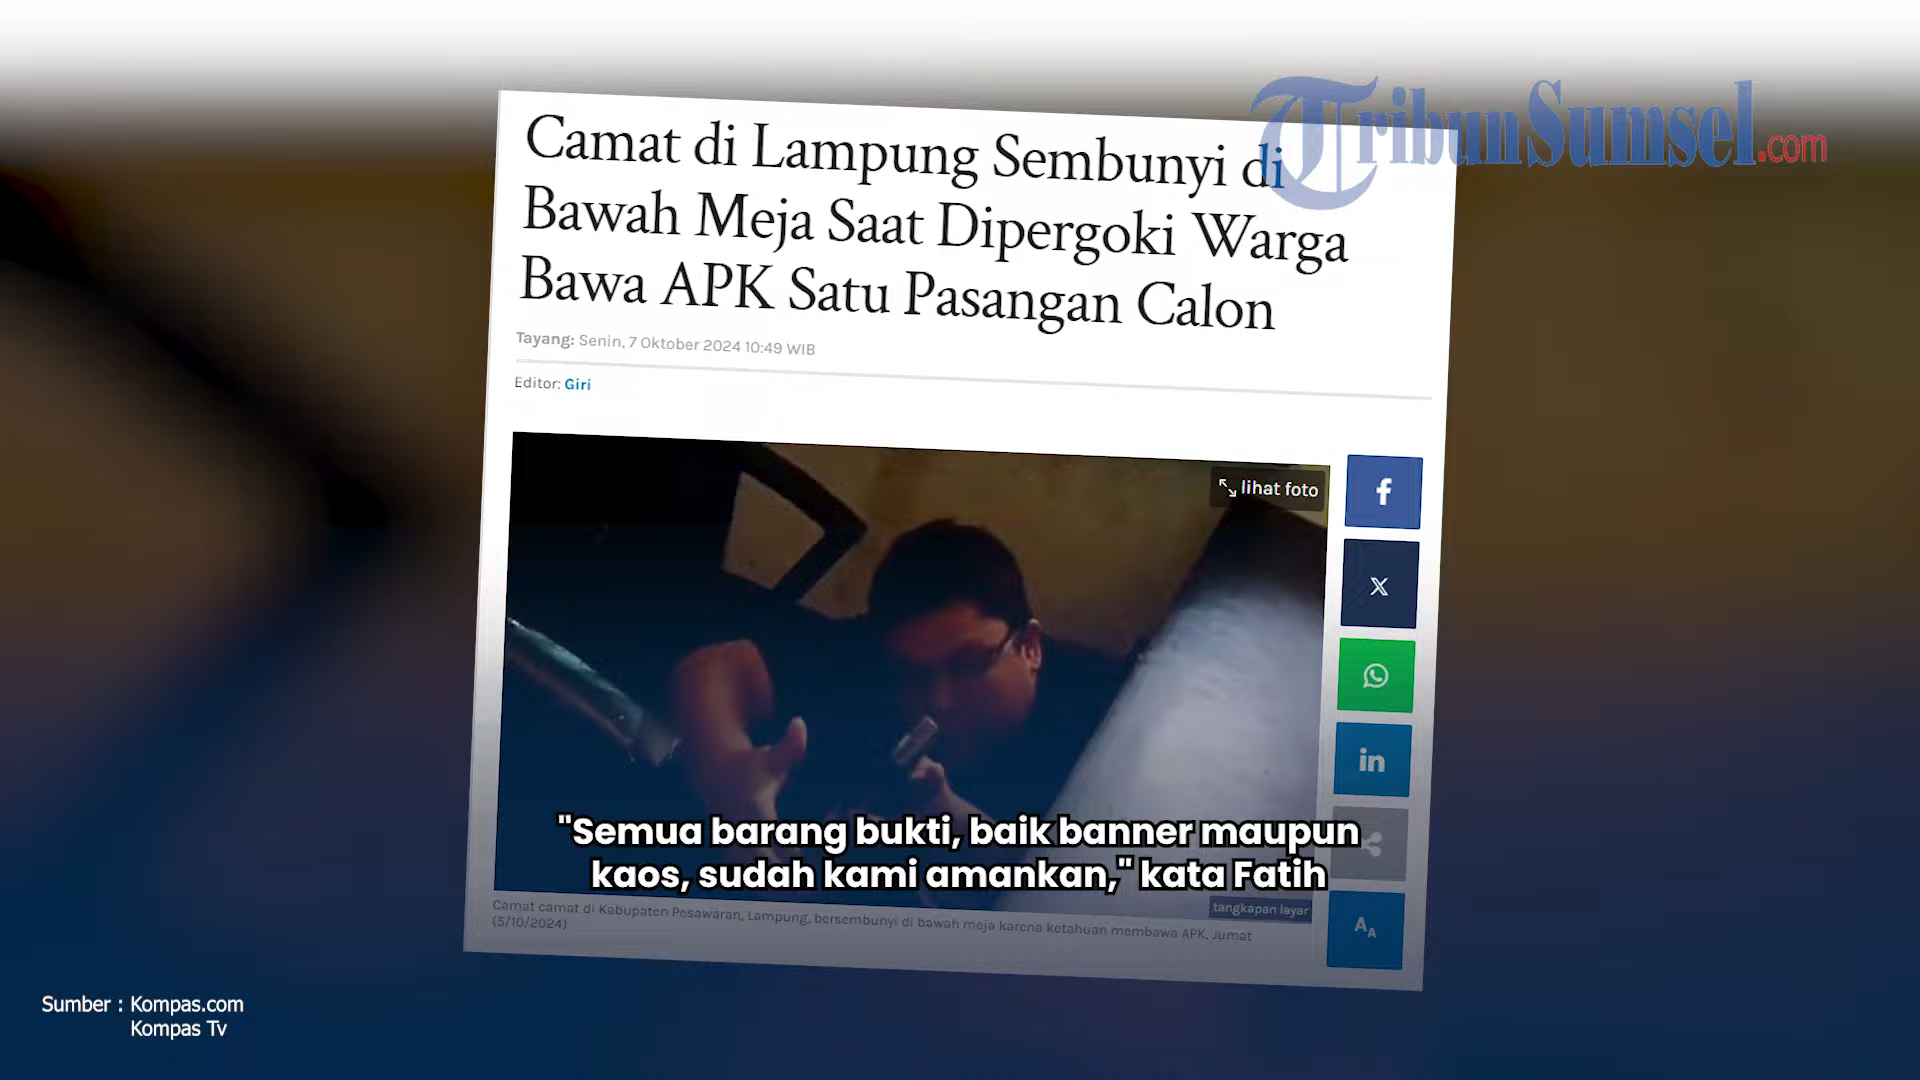 TribunSumsel.com
Camat di Lampung Sembunyi di
Bawah Meja Saat Dipergoki Warga
Bawa APK Satu Pasangan Calon
Tayang: Senin, 7 Oktober 2024 10:49 WIB
Editor: Giri
lihat foto
f
X
in
"Semua barang bukti, baik banner maupun
kaos, sudah kami amankan," kata Fatih
tangkapan layar
Camat camat di Kabupaten Pesawaran, Lampung, bersembunyi di bawah meja karena ketahuan membawa APK, Jumat
(5/10/2024).
AA
Sumber : Kompas.com
Kompas Tv